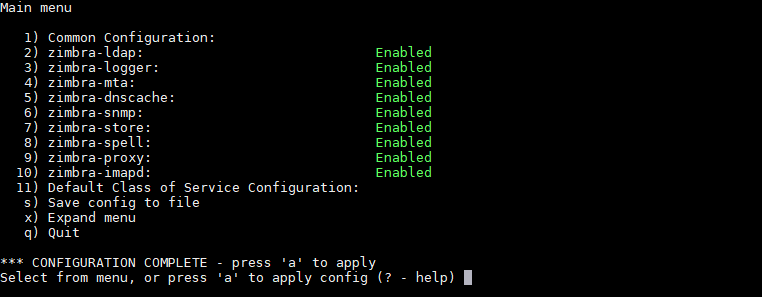 Main menu
1) Common Configuration:
2) zimbra-ldap: Enabled
3) zimbra-logger: Enabled
4) zimbra-mta: Enabled
5) zimbra-dnscache: Enabled
6) zimbra-snmp: Enabled
7) zimbra-store: Enabled
8) zimbra-spell: Enabled
9) zimbra-proxy: Enabled
10) zimbra-imapd: Enabled
11) Default Class of Service Configuration:
s) Save config to file
x) Expand menu
q) Quit
*** CONFIGURATION COMPLETE - press 'a' to apply
Select from menu, or press 'a' to apply config (? - help)